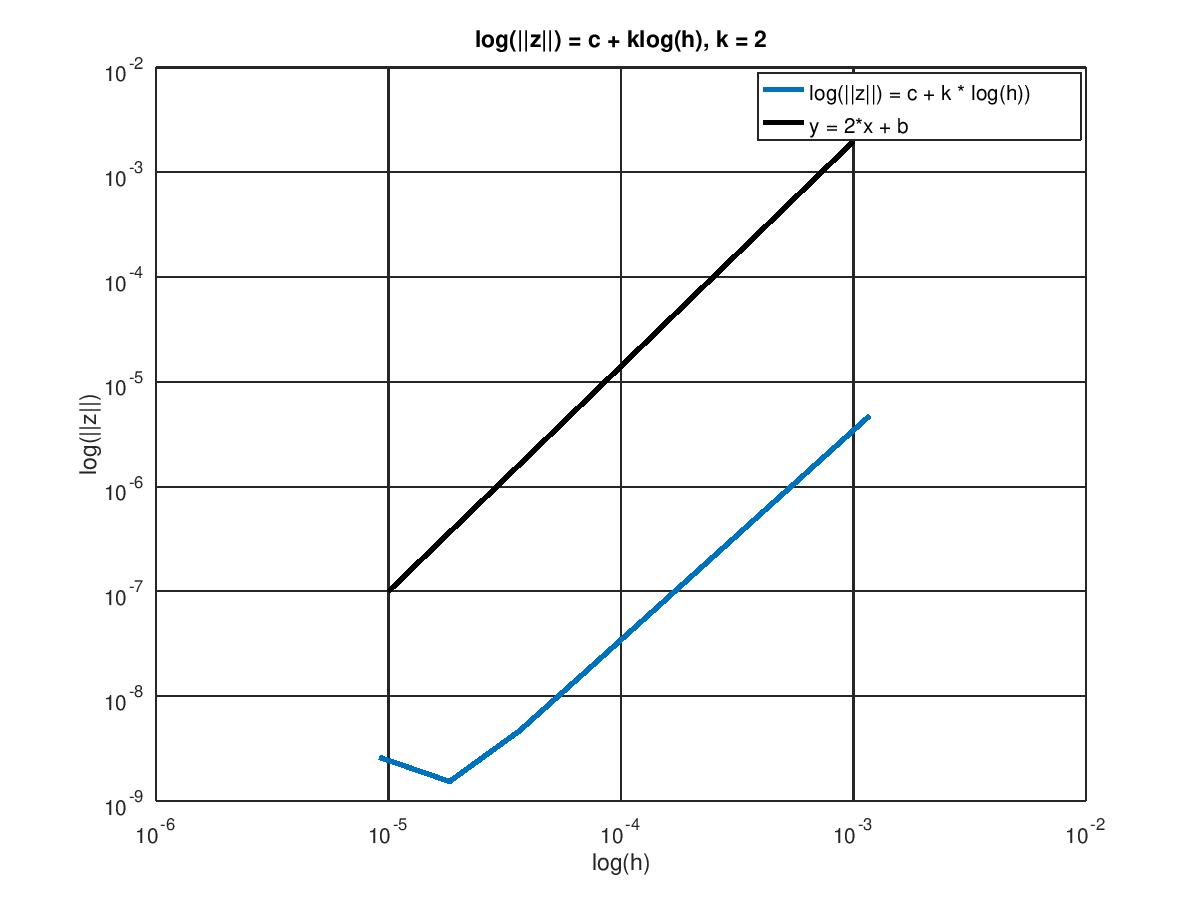 log(||z||) = c + klog(h), k = 2
log(||z||) = c + k * log(h))
y = 2*x + b
10-2
10-3
10-4
10-5
10-6
10-7
10-8
10-9
log(||z||)
10-6
10-5
10-4
10-3
10-2
log(h)